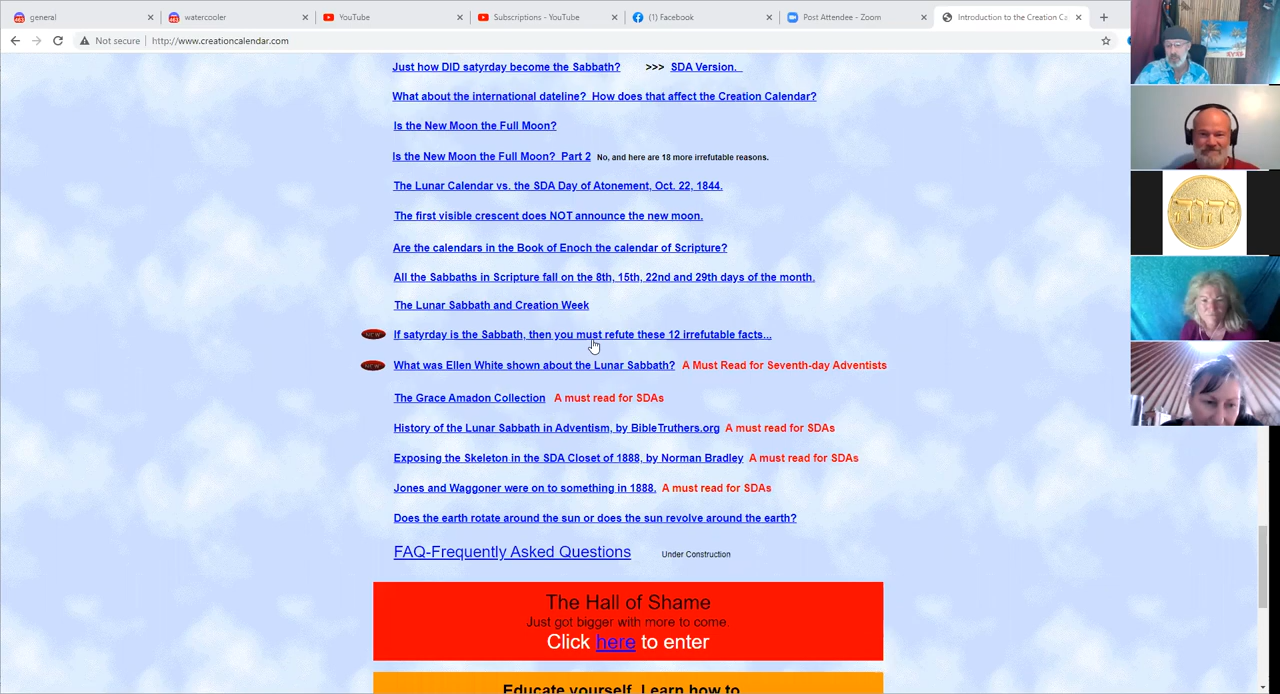 general
watercooler
YouTube
Subscriptions - YouTube
(1) Facebook
Post Attendee - Zoom
Introduction to the Creation Ca
Not secure | http://www.creationcalendar.com
Just how DID satyrday become the Sabbath? >>> SDA Version.
What about the international dateline? How does that affect the Creation Calendar?
Is the New Moon the Full Moon?
Is the New Moon the Full Moon? Part 2 No, and here are 18 more irrefutable reasons.
The Lunar Calendar vs. the SDA Day of Atonement, Oct. 22, 1844.
The first visible crescent does NOT announce the new moon.
Are the calendars in the Book of Enoch the calendar of Scripture?
All the Sabbaths in Scripture fall on the 8th, 15th, 22nd and 29th days of the month.
The Lunar Sabbath and Creation Week
NEW If satyrday is the Sabbath, then you must refute these 12 irrefutable facts...
NEW What was Ellen White shown about the Lunar Sabbath? A Must Read for Seventh-day Adventists
The Grace Amadon Collection A must read for SDAs
History of the Lunar Sabbath in Adventism, by BibleTruthers.org A must read for SDAs
Exposing the Skeleton in the SDA Closet of 1888, by Norman Bradley A must read for SDAs
Jones and Waggoner were on to something in 1888. A must read for SDAs
Does the earth rotate around the sun or does the sun revolve around the earth?
FAQ-Frequently Asked Questions Under Construction
The Hall of Shame
Just got bigger with more to come.
Click here to enter
Educate yourself. Learn how to
יהוה